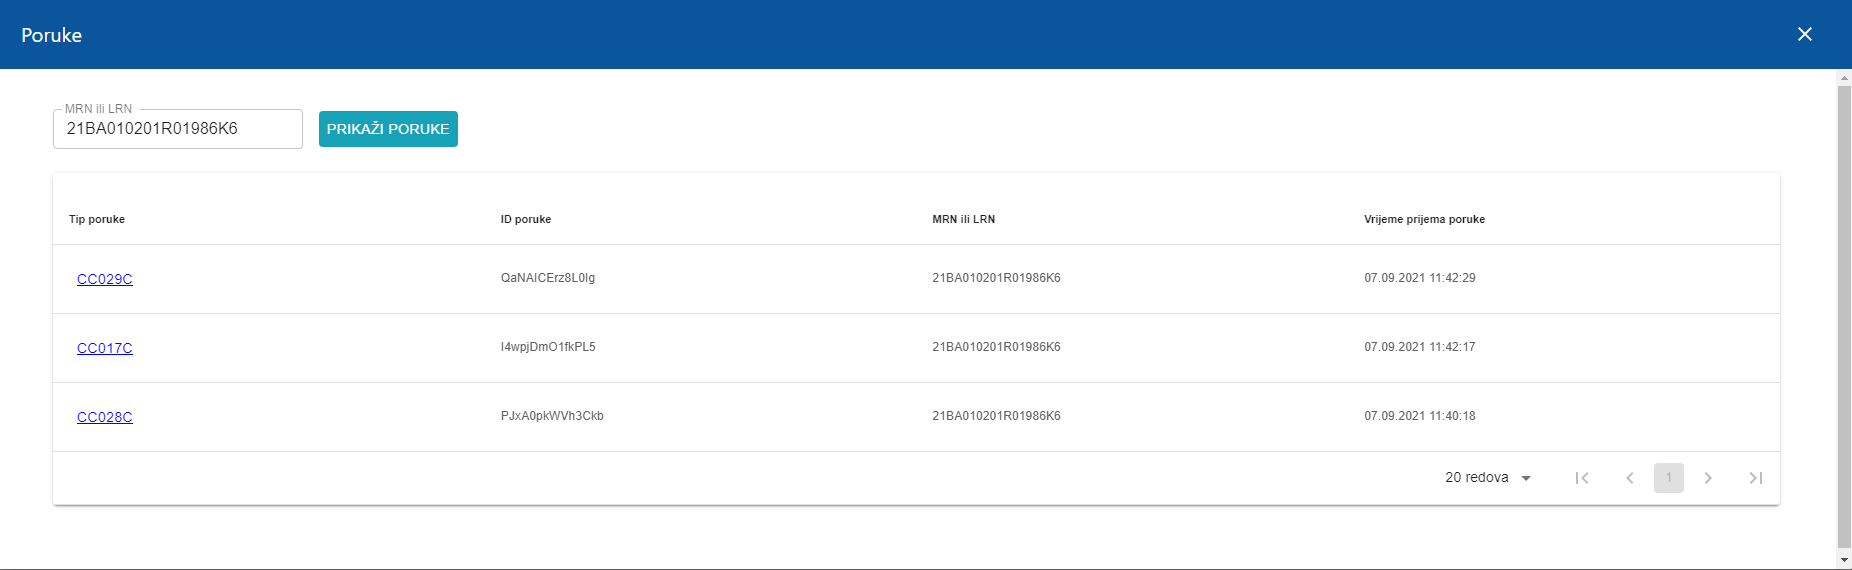 Poruke
MRN ili LRN
21BA010201R01986K6
PRIKAŽI PORUKE
Tip poruke ID poruke MRN ili LRN Vrijeme prijema poruke
CC029C QaNAICErz8L0Ig 21BA010201R01986K6 07.09.2021 11:42:29
CC017C I4wpjDmO1fkPL5 21BA010201R01986K6 07.09.2021 11:42:17
CC028C PJxA0pkWVh3Ckb 21BA010201R01986K6 07.09.2021 11:40:18
20 redova 1